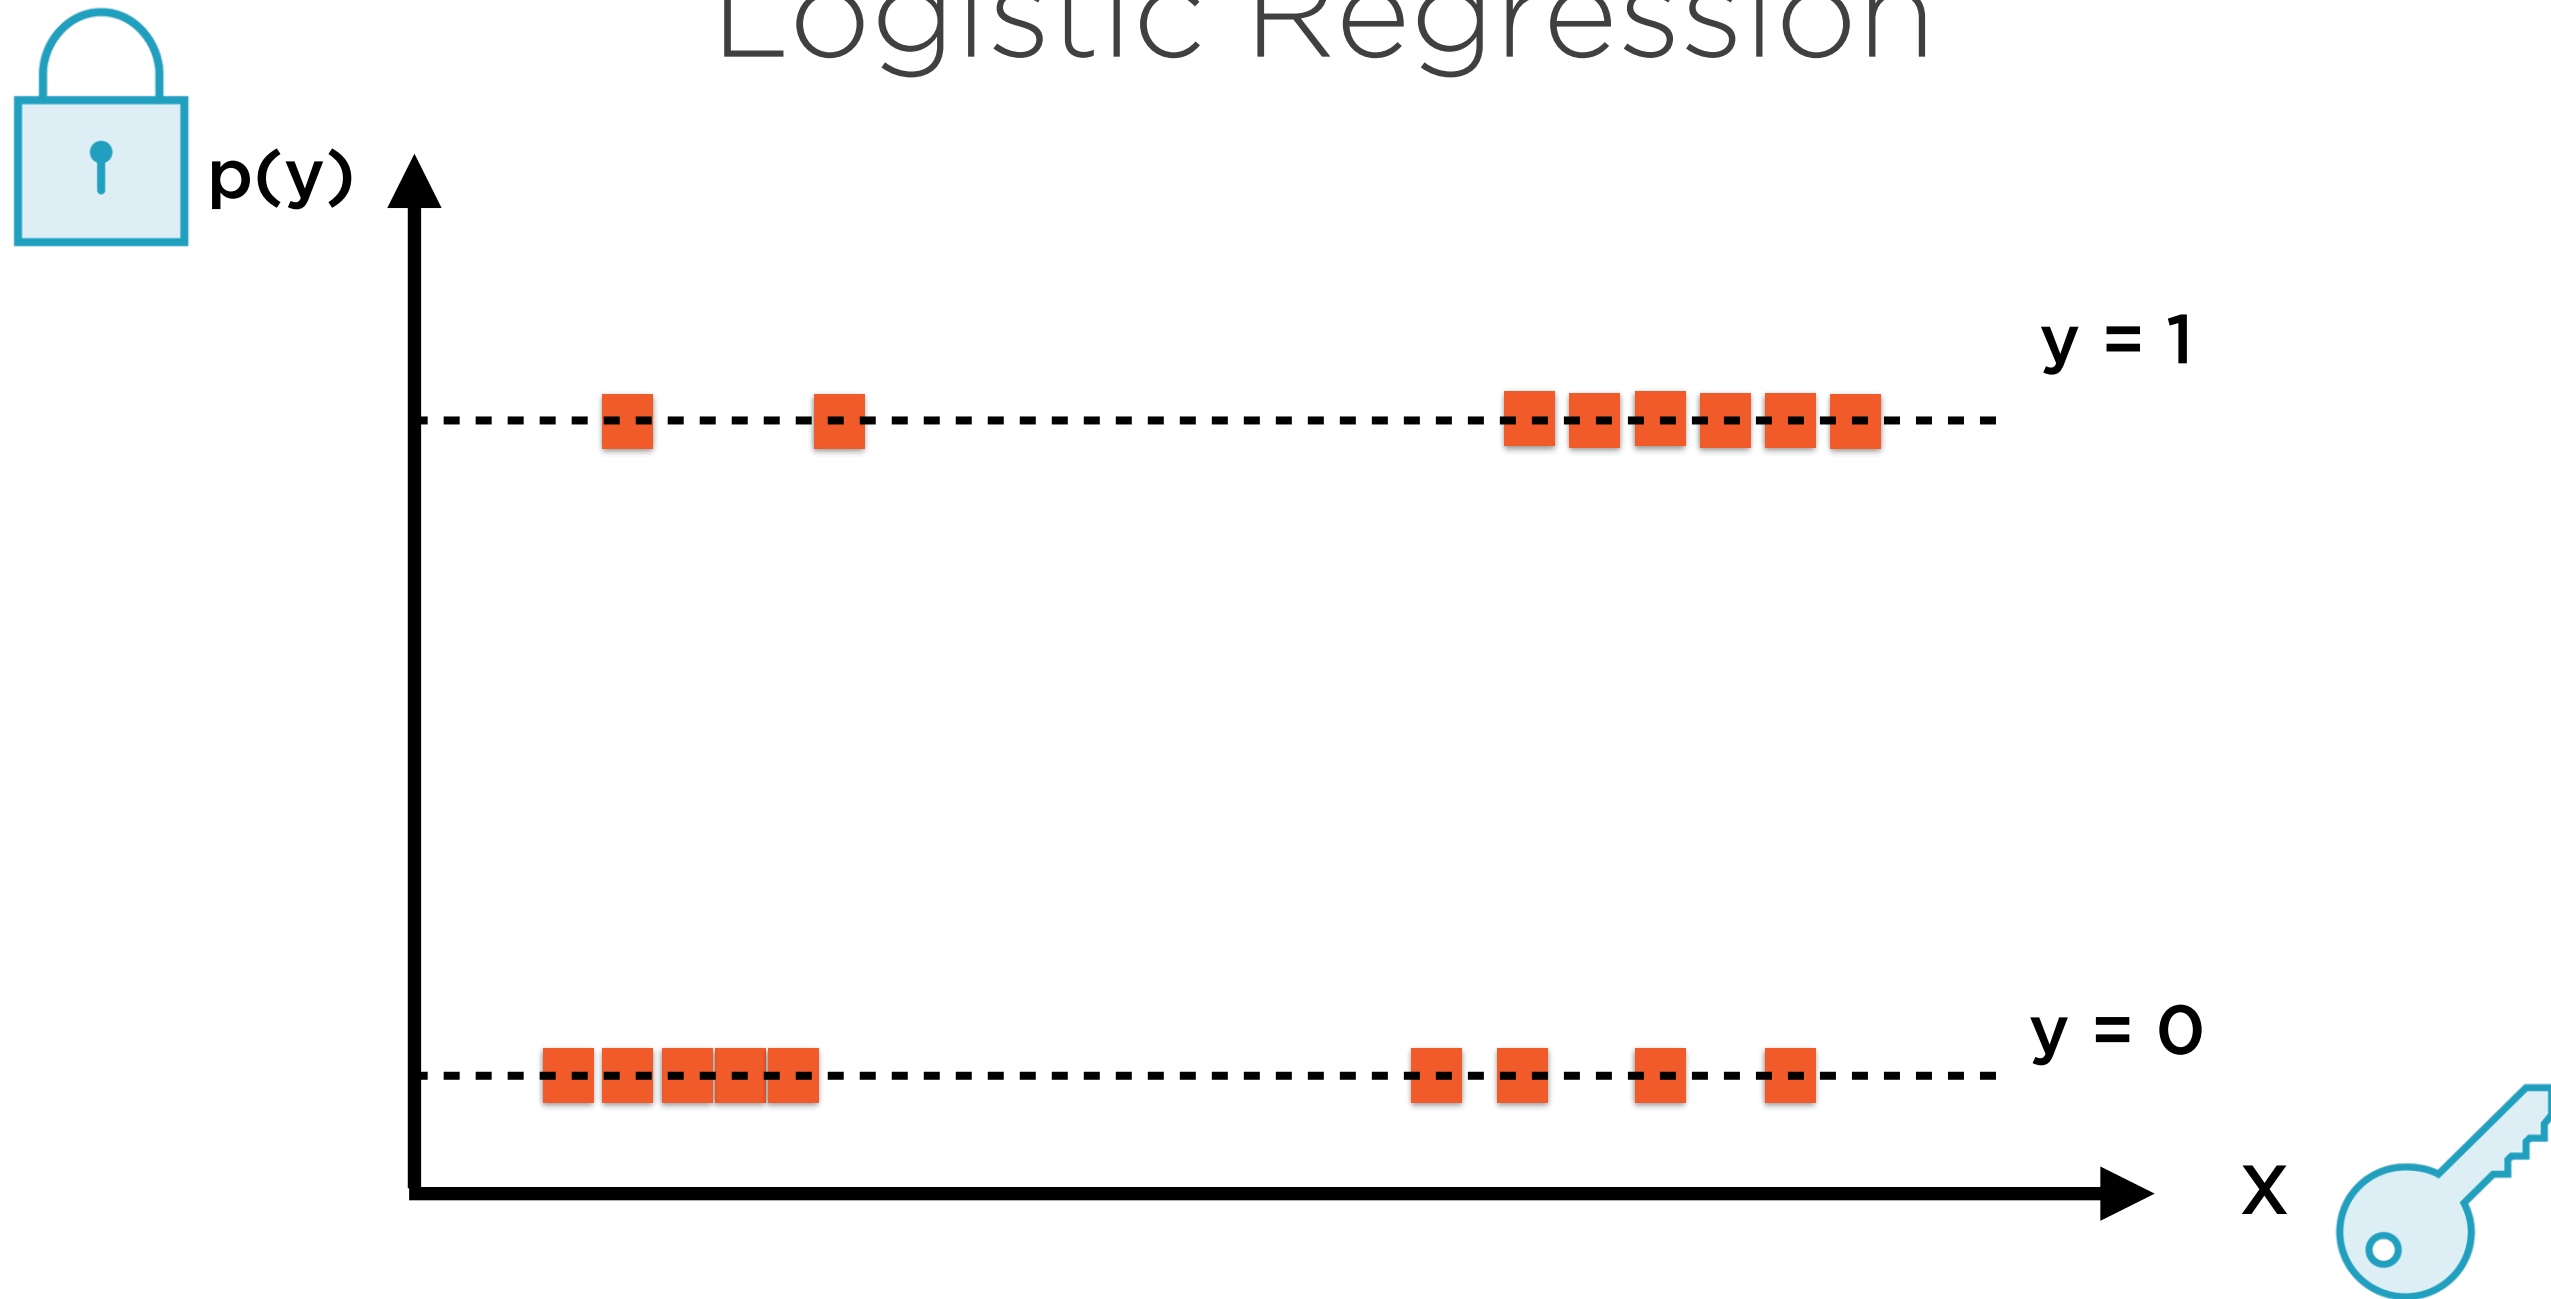 Logistic Regression
p(y)
y = 1
y = 0
X